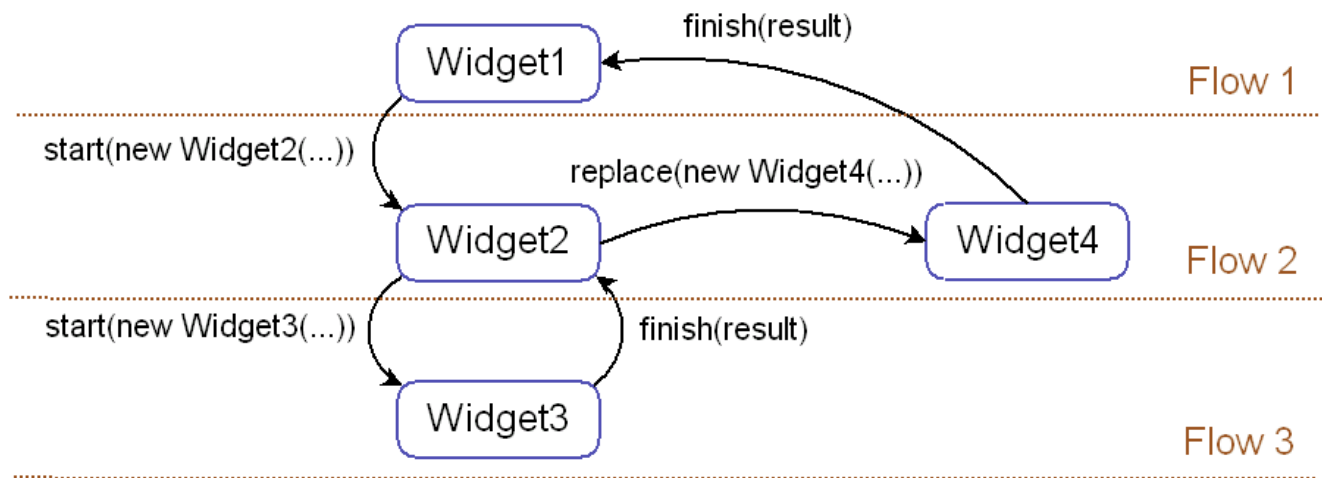 finish(result)
Widget1
Flow 1
start(new Widget2(...))
replace(new Widget4(...))
Widget2
Widget4
Flow 2
start(new Widget3(...))
finish(result)
Widget3
Flow 3